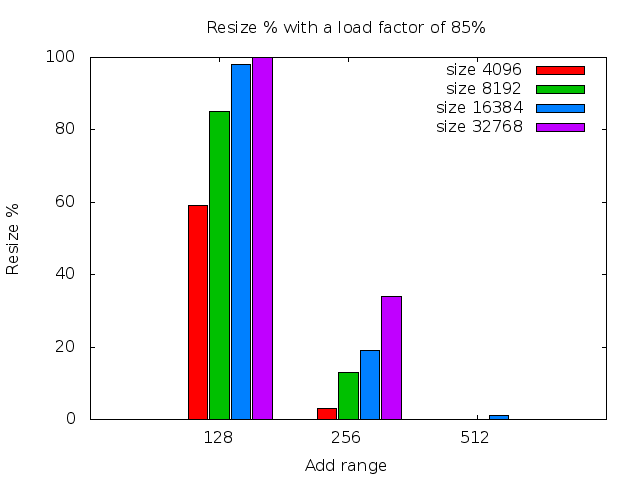 Resize % with a load factor of 85%
size 4096
size 8192
size 16384
size 32768
100
80
60
40
20
0
Resize %
128 256 512
Add range